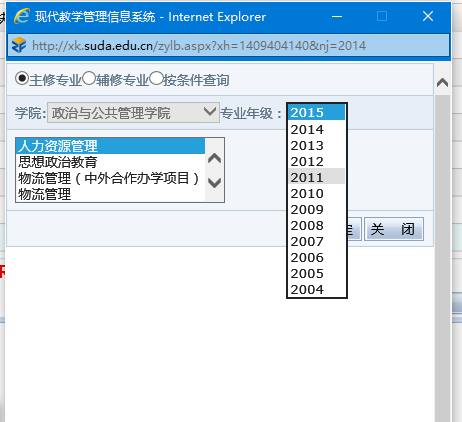 现代教学管理信息系统 - Internet Explorer
http://xk.suda.edu.cn/zylb.aspx?xh=1409404140&nj=2014
主修专业 辅修专业 按条件查询
学院: 政治与公共管理学院 专业年级： 2015
2014
人力资源管理 2013
思想政治教育 2012
物流管理（中外合作办学项目） 2011
物流管理 2010
2009
2008 关 闭
2007
2006
2005
2004